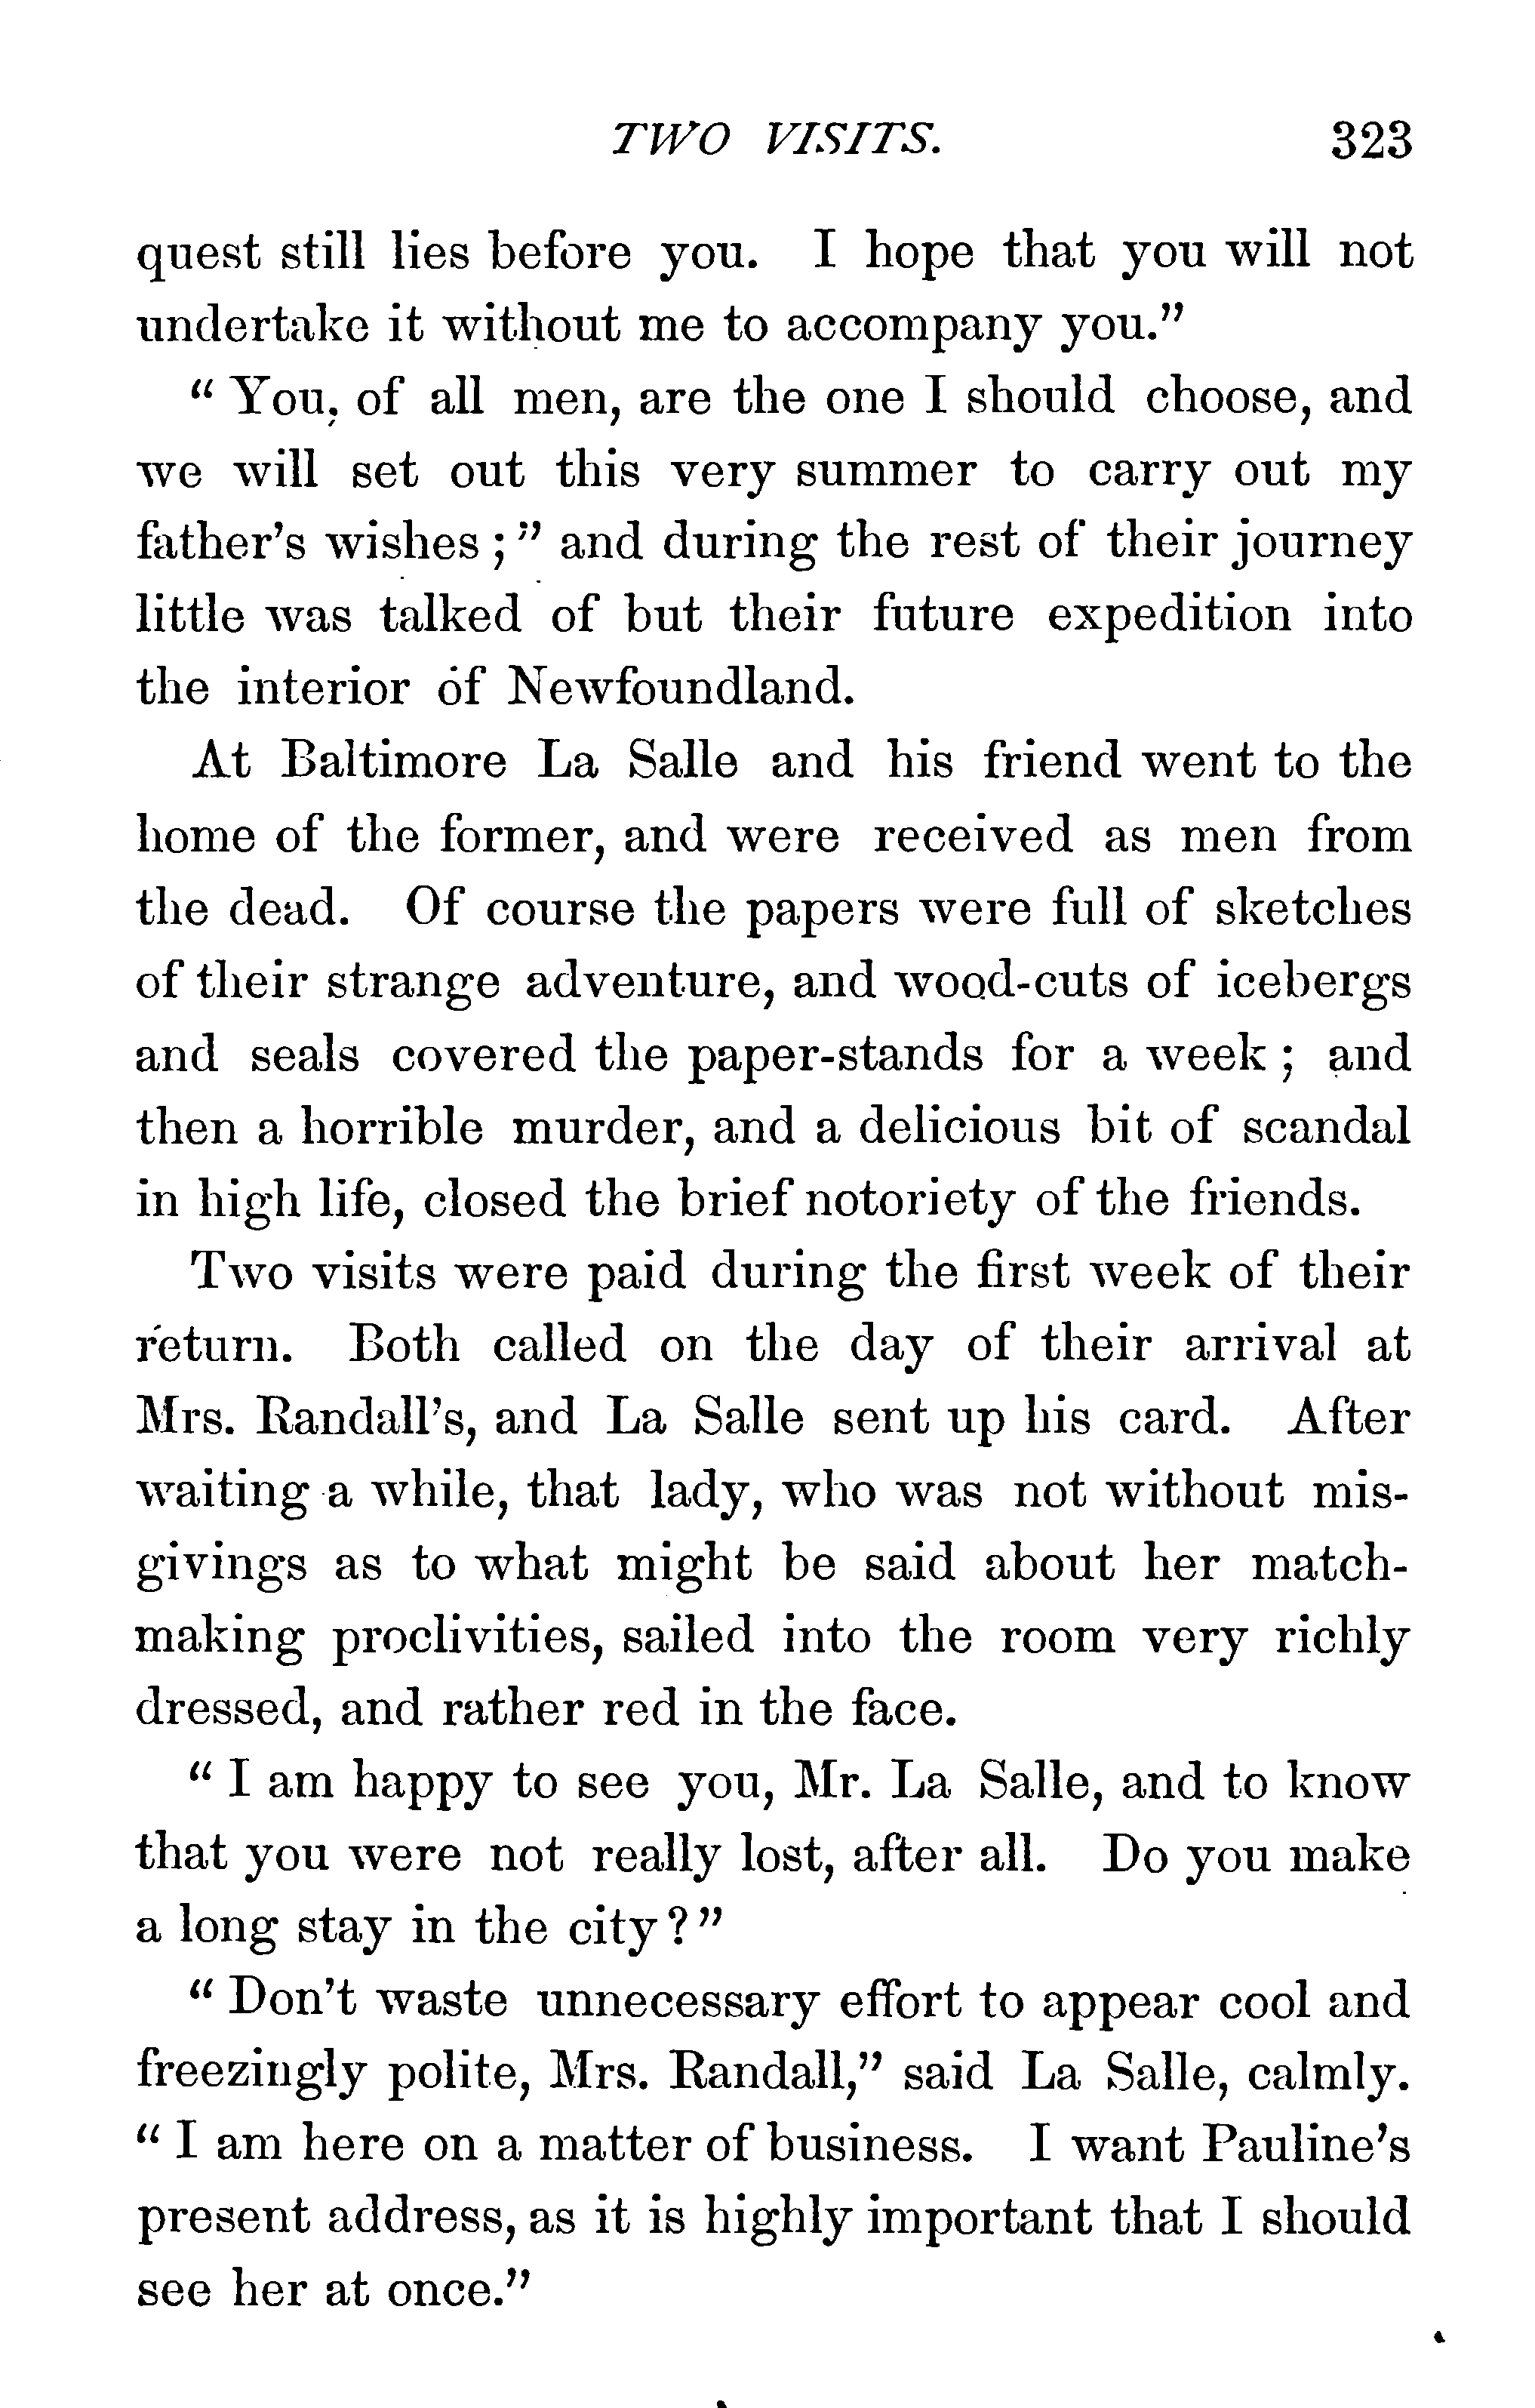 TWO VISITS. 323
quest still lies before you. I hope that you will not
undertake it without me to accompany you."
"You, of all men, are the one I should choose, and
we will set out this very summer to carry out my
father's wishes;" and during the rest of their journey
little was talked of but their future expedition into
the interior of Newfoundland.
At Baltimore La Salle and his friend went to the
home of the former, and were received as men from
the dead. Of course the papers were full of sketches
of their strange adventure, and wood-cuts of icebergs
and seals covered the paper-stands for a week; and
then a horrible murder, and a delicious bit of scandal
in high life, closed the brief notoriety of the friends.
Two visits were paid during the first week of their
return. Both called on the day of their arrival at
Mrs. Randall's, and La Salle sent up his card. After
waiting a while, that lady, who was not without mis-
givings as to what might be said about her match-
making proclivities, sailed into the room very richly
dressed, and rather red in the face.
"I am happy to see you, Mr. La Salle, and to know
that you were not really lost, after all. Do you make
a long stay in the city?"
"Don't waste unnecessary effort to appear cool and
freezingly polite, Mrs. Randall," said La Salle, calmly.
"I am here on a matter of business. I want Pauline's
present address, as it is highly important that I should
see her at once."